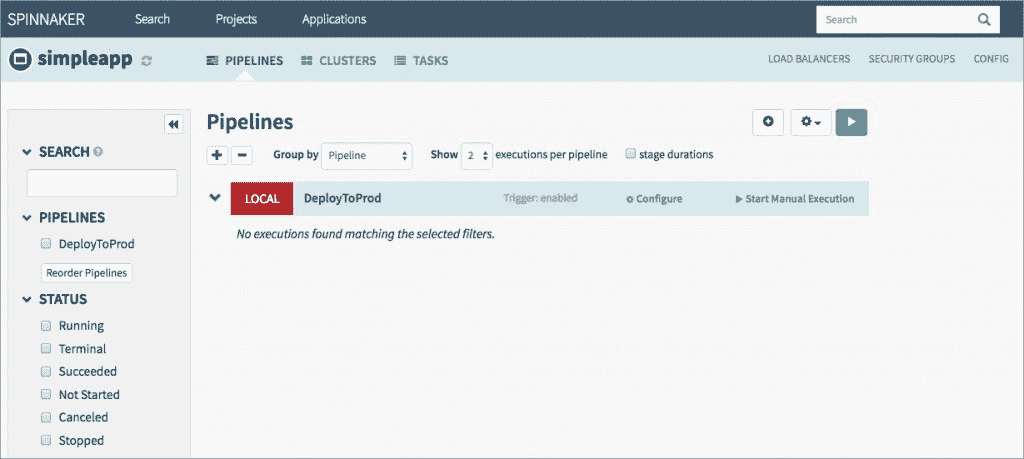 SPINNAKER Search Projects Applications Search
simpleapp PIPELINES CLUSTERS TASKS LOAD BALANCERS SECURITY GROUPS CONFIG
SEARCH
PIPELINES
DeployToProd
Reorder Pipelines
STATUS
Running
Terminal
Succeeded
Not Started
Canceled
Stopped
Pipelines
Group by Pipeline Show 2 executions per pipeline stage durations
LOCAL DeployToProd Trigger: enabled Configure Start Manual Execution
No executions found matching the selected filters.